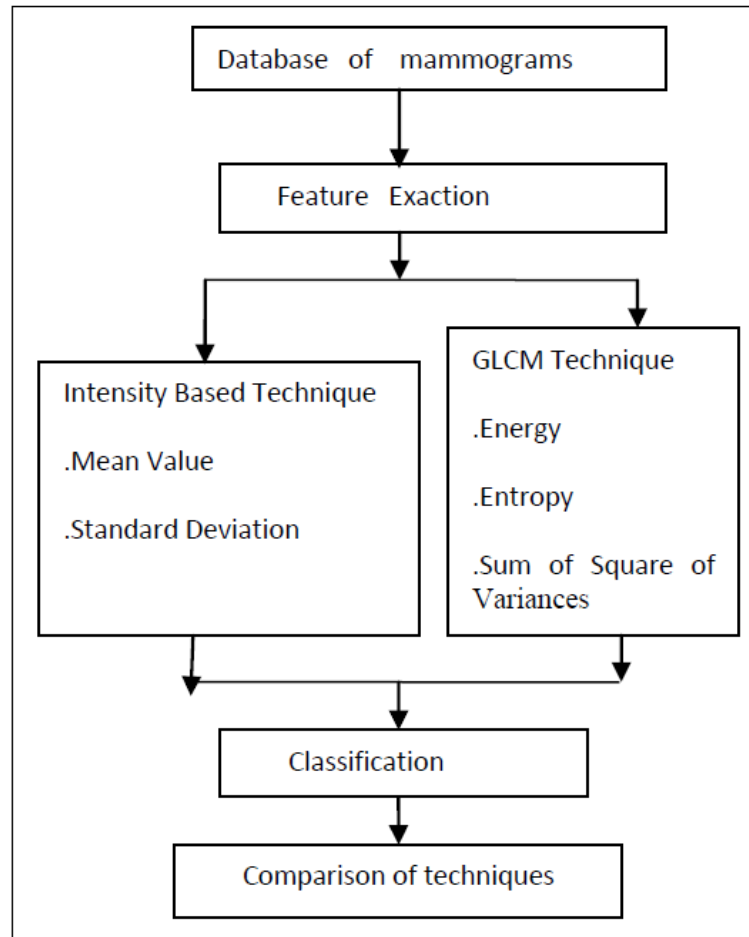 Database of mammograms
Feature Exaction
Intensity Based Technique
.Mean Value
.Standard Deviation
GLCM Technique
.Energy
.Entropy
.Sum of Square of
Variances
Classification
Comparison of techniques